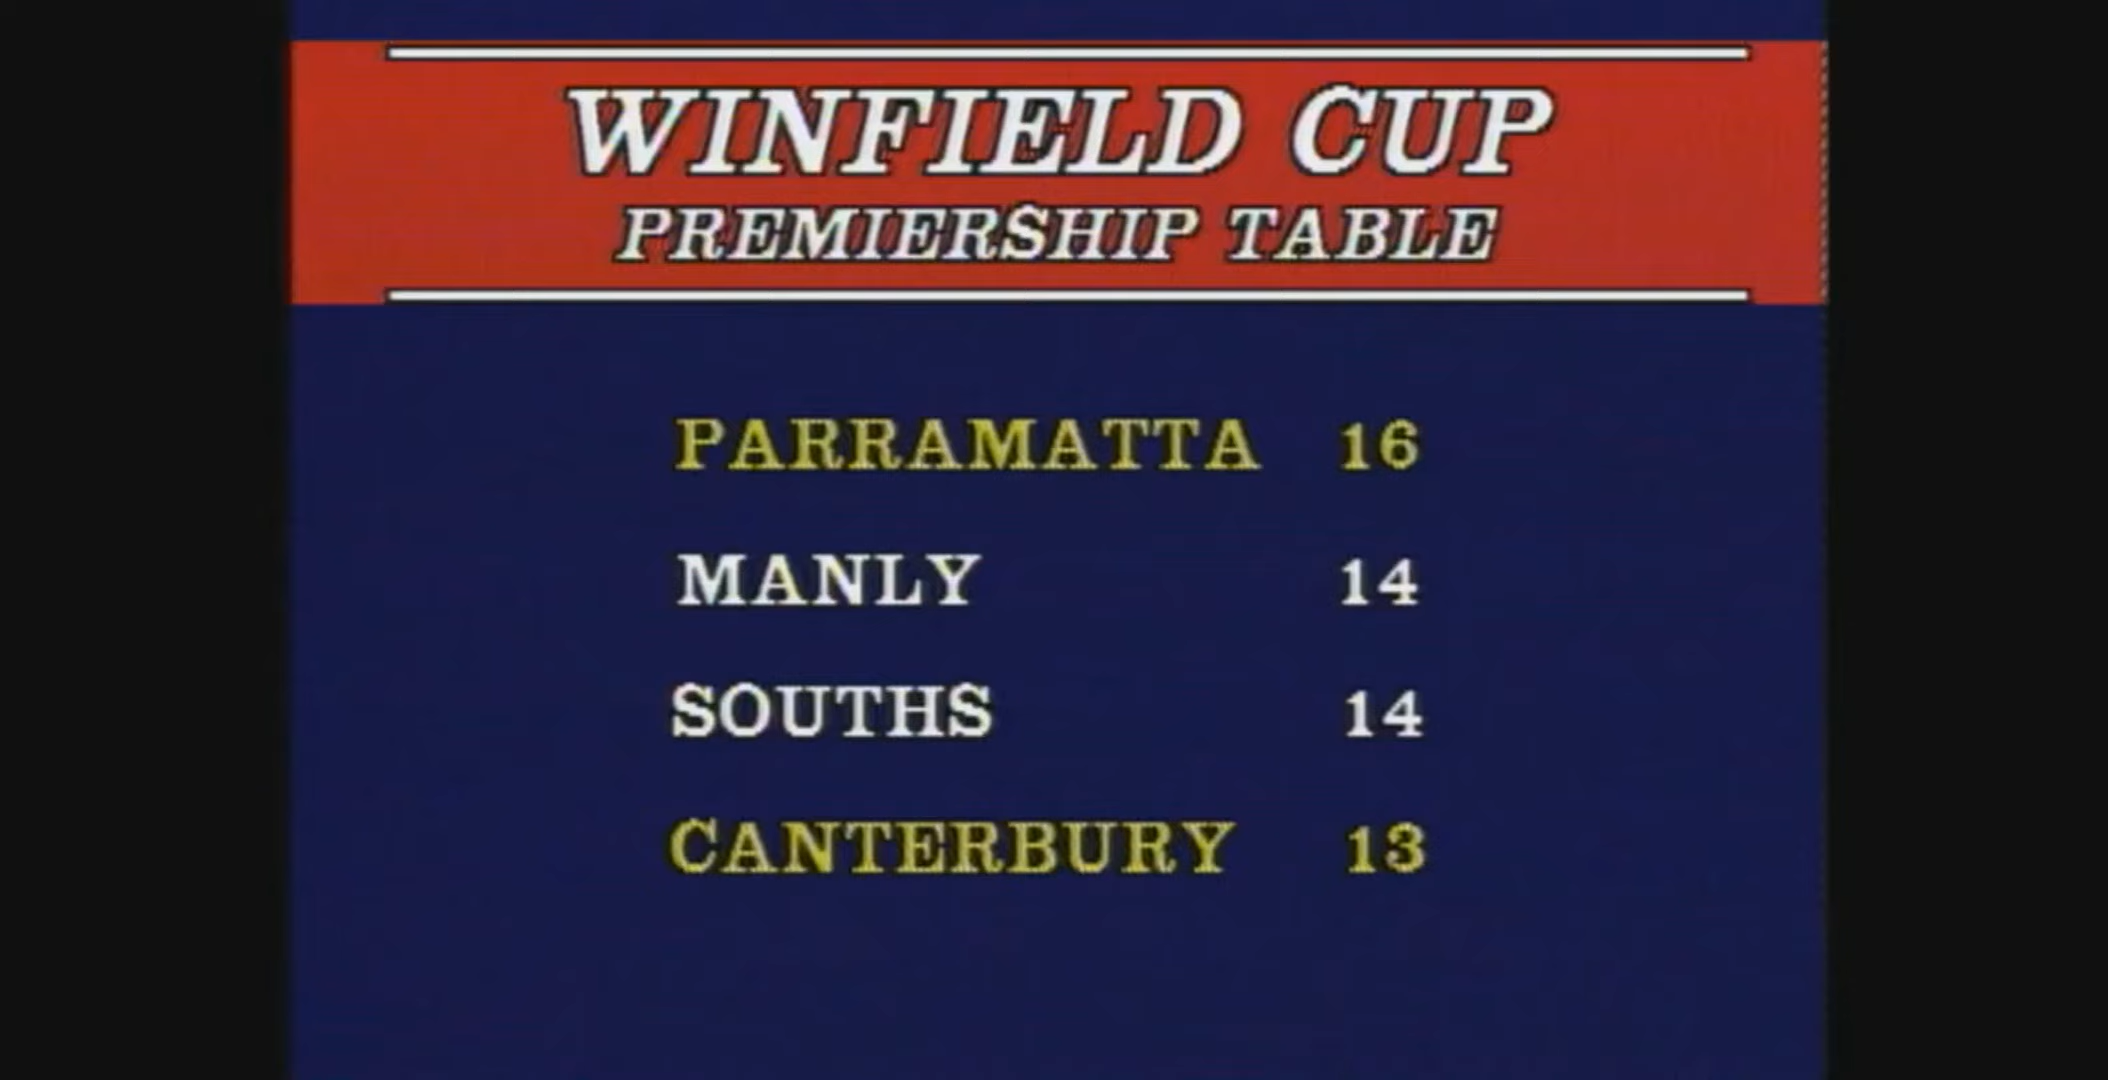 WINFIELD CUP
PREMIERSHIP TABLE
PARRAMATTA 16
MANLY 14
SOUTHS 14
CANTERBURY 13